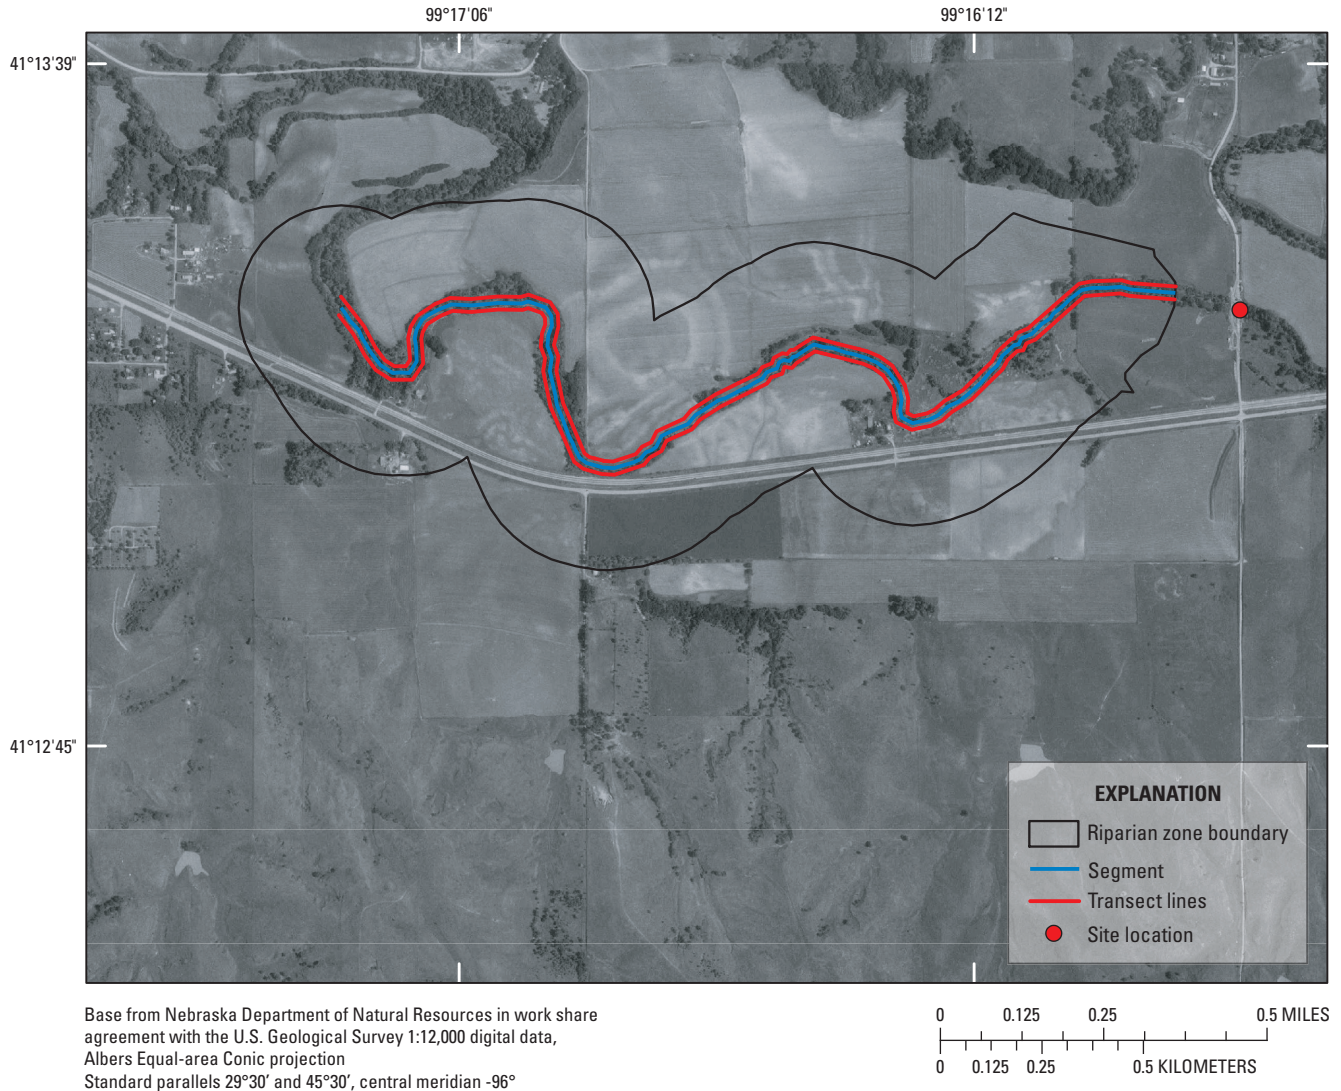 99°17'06" 99°16'12"
41°13'39"
41°12'45"
EXPLANATION
Riparian zone boundary
Segment
Transect lines
Site location
Base from Nebraska Department of Natural Resources in work share
agreement with the U.S. Geological Survey 1:12,000 digital data,
Albers Equal-area Conic projection
Standard parallels 29°30’ and 45°30’, central meridian -96°
0 0.125 0.25 0.5 MILES
0 0.125 0.25 0.5 KILOMETERS